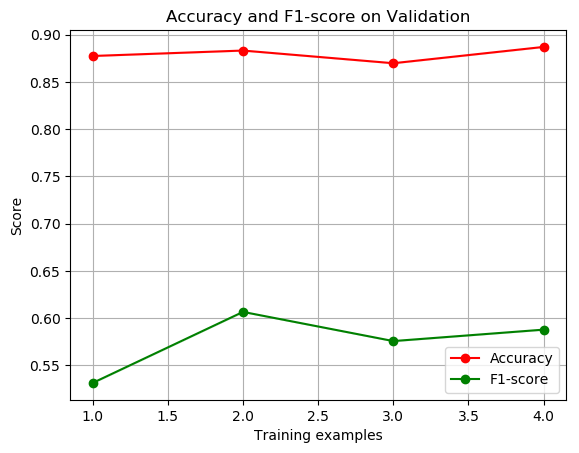 Accuracy and F1-score on Validation
0.90
0.85
0.80
0.75
0.70
0.65
0.60
0.55
Score
1.0 1.5 2.0 2.5 3.0 3.5 4.0
Training examples
Accuracy
F1-score